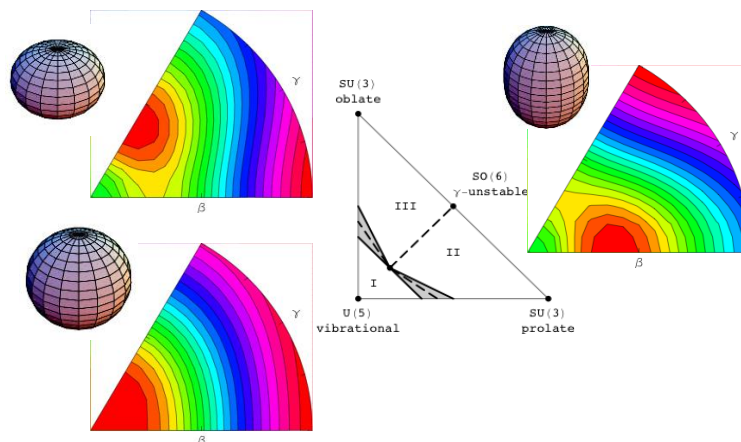 γ
β
SU(3)
oblate
SO(6)
γ-unstable
III
II
I
U(5)
vibrational
SU(3)
prolate
γ
β
γ
β